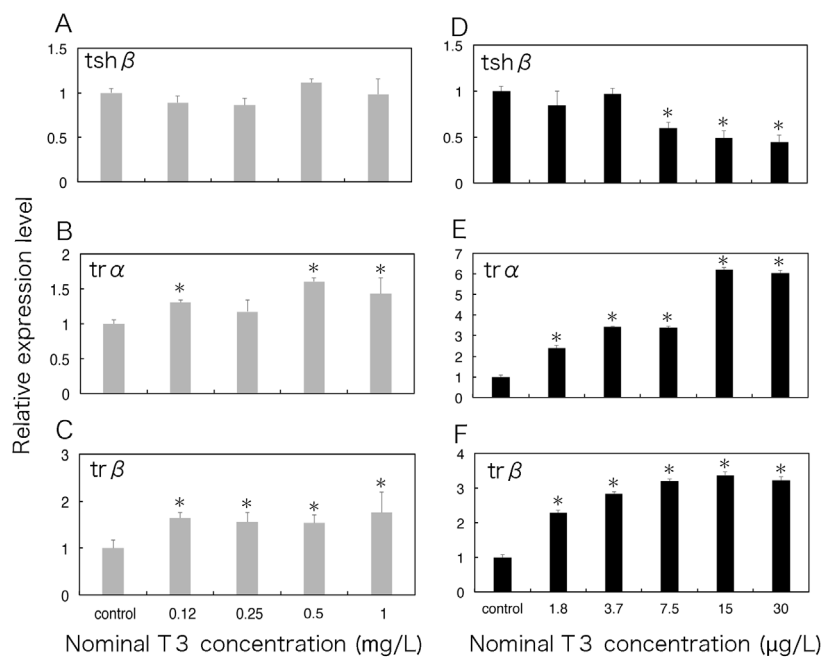 A
tshβ
1.5
1
0.5
0
B
trα
2
* * *
1.5
1
0.5
0
C
trβ
3
* * * *
2
1
0
control 0.12 0.25 0.5 1
Nominal T3 concentration (mg/L)
Relative expression level
D
tshβ
1.5
1
* * *
0.5
0
E
trα
7
* * * * *
6
5
4
3
2
1
0
F
trβ
4
* * * * *
3
2
1
0
control 1.8 3.7 7.5 15 30
Nominal T3 concentration (μg/L)